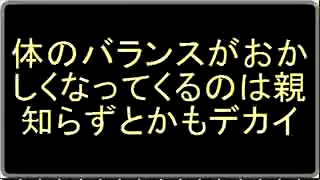 体のバランスがおか
しくなってくるのは親
知らずとかもデカイ